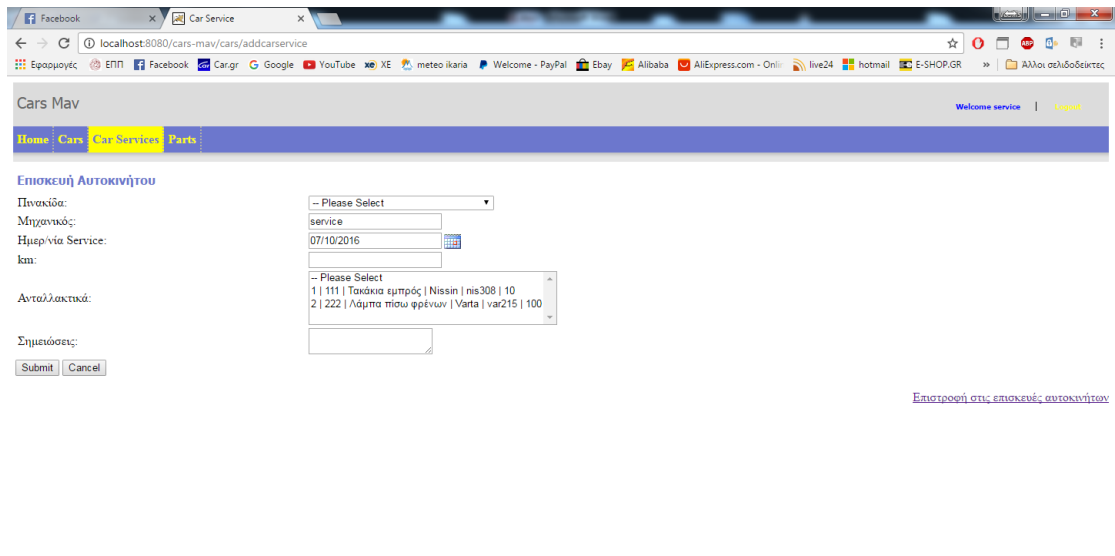 Facebook
Car Service
localhost:8080/cars-mav/cars/addcarservice
Εφαρμογές ΕΠΠ Facebook Car.gr Google YouTube XE meteo ikaria Welcome - PayPal Ebay Alibaba AliExpress.com - Onlin live24 hotmail E-SHOP.GR » Άλλοι σελιδοδείκτες
Cars Mav
Welcome service | Logout
Home Cars Car Services Parts
Επισκευή Αυτοκινήτου
Πινακίδα: -- Please Select
Μηχανικός: service
Ημερ/νία Service: 07/10/2016
km:
Ανταλλακτικά:
-- Please Select
1 | 111 | Τακάκια εμπρός | Nissin | nis308 | 10
2 | 222 | Λάμπα πίσω φρένων | Varta | var215 | 100
Σημειώσεις:
Submit Cancel
Επιστροφή στις επισκευές αυτοκινήτων